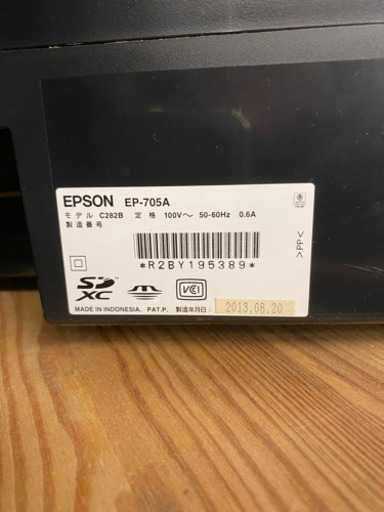 EPSON EP-705A
モデル C282B 定格 100V～ 50-60Hz 0.6A
製造番号
*R2BY195389*
SD XC VCCI
MADE IN INDONESIA. PAT.P. 製造年月日: 2013.08.20
>PP<